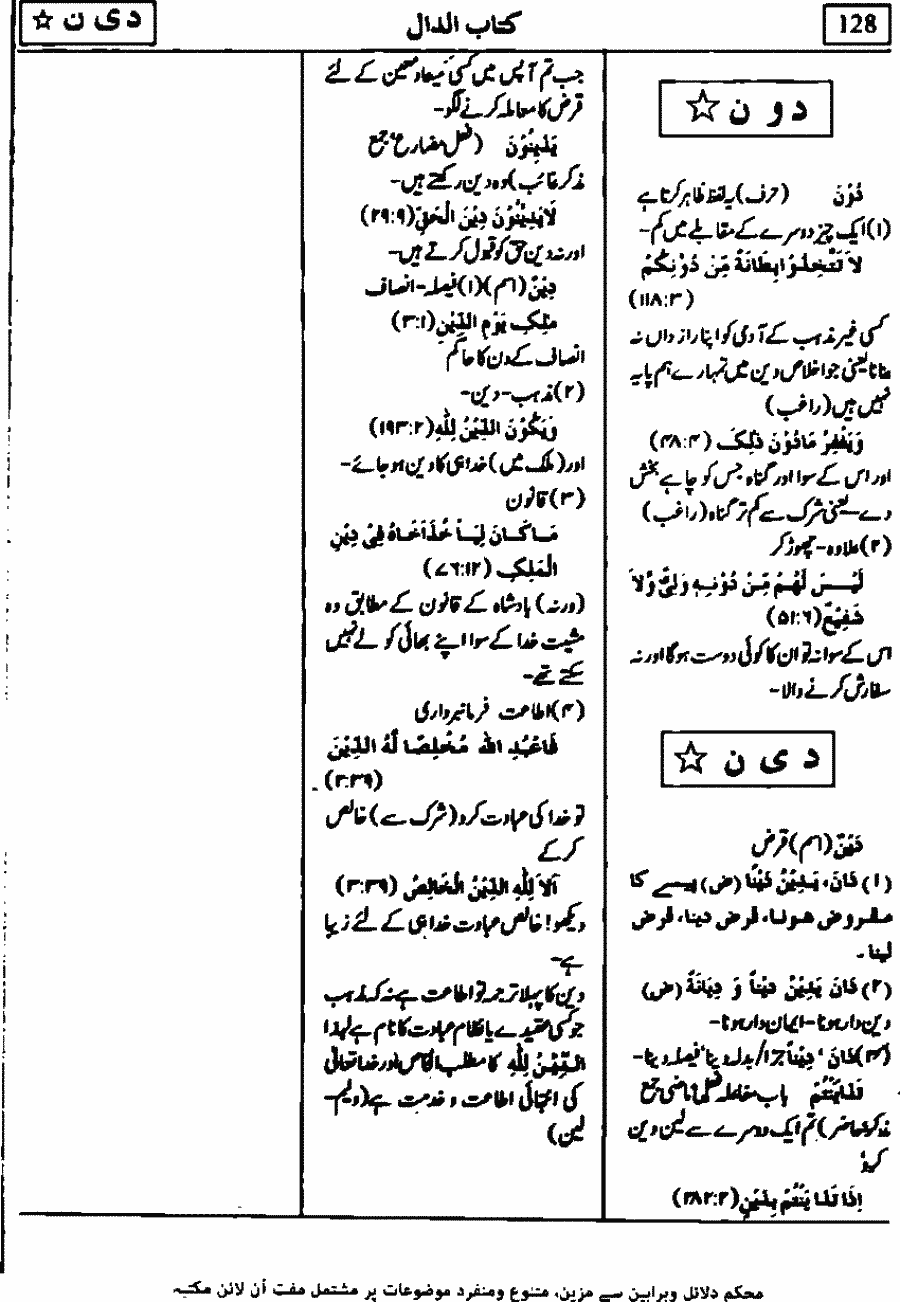 128
كتاب الدال
د ی ن ☆
د و ن ☆
دُوْنَ (حرف) یہ لفظ ظاہر کرتا ہے
(۱) ایک چیز دوسرے کے مقابلے میں کم-
لَا تَتَّخِذُوْا بِطَانَةً مِّنْ دُوْنِكُمْ
(۱۱۸:۳)
کسی غیر مذہب کے آدمی کو اپنا راز داں نہ
بنانا یعنی جو اخلاص دین میں تمہارے ہم پایہ
نہیں ہیں (راغب)
وَيَغْفِرُ مَادُوْنَ ذٰلِكَ (۴۸:۴)
اور اس کے سوا اور گناہ جس کو چاہے بخش
دے-یعنی شرک سے کم تر گناہ (راغب)
(۲) علاوہ-چھوڑ کر
لَيْسَ لَهُمْ مِّنْ دُوْنِهٖ وَلِيٌّ وَّلَا
شَفِيْعٌ (۵۱:۶)
اس کے سوا نہ تو ان کا کوئی دوست ہوگا اور نہ
سفارش کرنے والا-
د ی ن ☆
دَيْنٌ (اسم) قرض
(۱) دَانَ، يَدِيْنُ دَيْنًا (ض) پیسے کا
مقروض ہونا، قرض دینا، قرض
لینا۔
(۲) دَانَ يَدِيْنُ دِيْناً وَ دِيَانَةً (ض)
دین دار ہونا-ایمان دار ہونا-
(۳) دَانَ ' دِيْناً جزا/بدلہ دینا' فیصلہ دینا-
تَدَايَنْتُمْ باب مفاعلہ فعل ماضی جمع
مذکر حاضر) تم ایک دوسرے سے لین دین
کرو'
اِذَا تَدَا يَنْتُمْ بِدَيْنٍ (۲۸۲:۲)
جب تم آپس میں کسی میعاد معین کے لئے
قرض کا معاملہ کرنے لگو-
يَدِيْنُوْنَ (فعل مضارع' جمع
مذکر غائب) وہ دین رکھتے ہیں-
لَايَدِيْنُوْنَ دِيْنَ الْحَقِّ (۲۹:۹)
اور نہ دین حق کو قبول کرتے ہیں-
دِيْنٌ (اسم)(۱) فیصلہ-انصاف
مٰلِكِ يَوْمِ الدِّيْنِ (۳:۱)
انصاف کے دن کا حاکم
(۲) مذہب-دین-
وَيَكُوْنَ الدِّيْنُ لِلّٰهِ (۱۹۳:۲)
اور (ملک میں) خدا ہی کا دین ہو جائے-
(۳) قانون
مَا كَانَ لِيَأْ خُذَ اَخَاهُ فِيْ دِيْنِ
الْمَلِكِ (۷۶:۱۲)
(ورنہ) بادشاہ کے قانون کے مطابق وہ
مشیت خدا کے سوا اپنے بھائی کو لے نہیں
سکتے تھے-
(۴) اطاعت فرمانبرداری
فَاعْبُدِ اللّٰهَ مُخْلِصًا لَّهُ الدِّيْنَ
(۲:۳۹)
تو خدا کی عبادت کرو (شرک سے) خالص
کر کے
اَلَا لِلّٰهِ الدِّيْنُ الْخَالِصُ (۳:۳۹)
دیکھو! خالص عبادت خدا ہی کے لئے زیبا
ہے-
دین کا پہلا ترجمہ تو اطاعت ہے نہ کہ مذہب
جو کسی عقیدے یا نظام عبادت کا نام ہے لہذا
الدِّيْنُ لِلّٰهِ کا مطلب خالص اور خدا تعالی
کی انتہائی اطاعت و خدمت ہے (ولیم-
لین)
محکم دلائل وبراہین سے مزین، متنوع ومنفرد موضوعات پر مشتمل مفت آن لائن مکتبہ